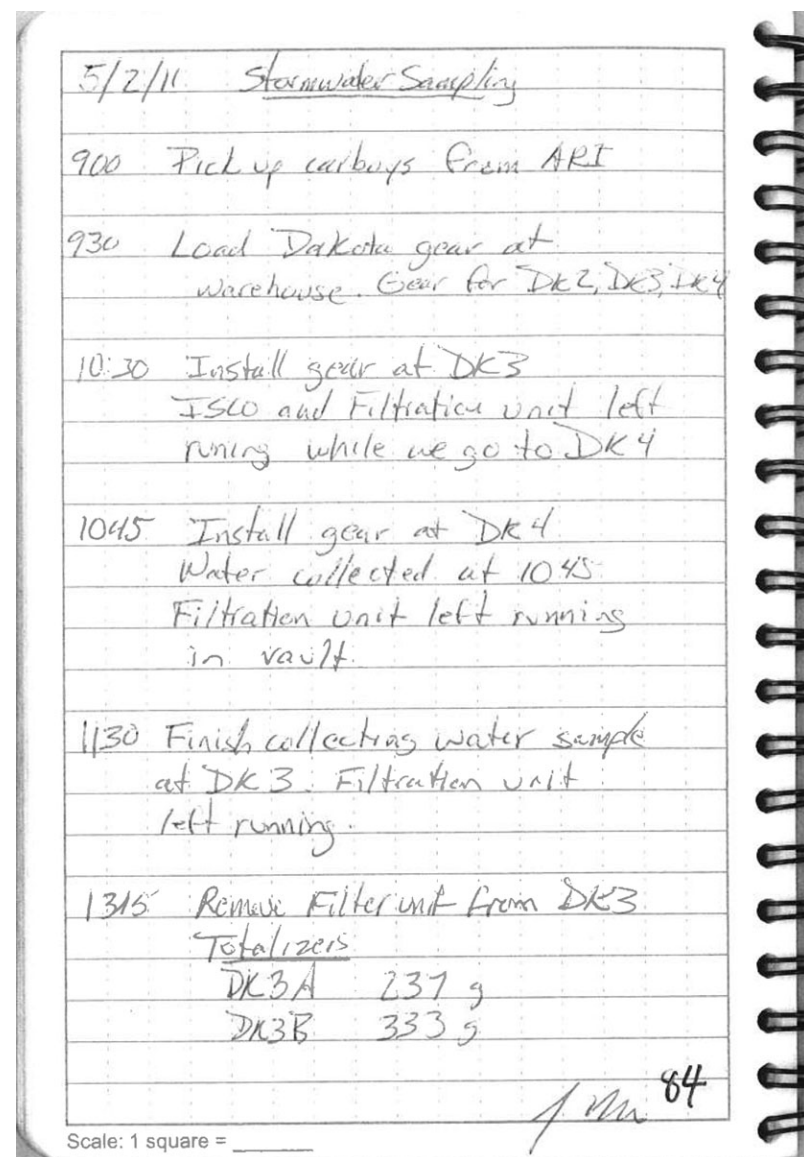 5/2/11 Stormwater Sampling
900 Pick up carboys from ARI
930 Load Dakota gear at
warehouse. Gear for DK2, DK3, DK4
10:30 Install gear at DK3
ISCO and Filtration unit left
runing while we go to DK4
1045 Install gear at DK4
Water collected at 1045
Filtration unit left running
in vault.
1130 Finish collecting water sample
at DK3. Filtration unit
left running.
1315 Remove Filter unit from DK3
Totalizers
DK3A 237 g
DK3B 333 g
84
Scale: 1 square =